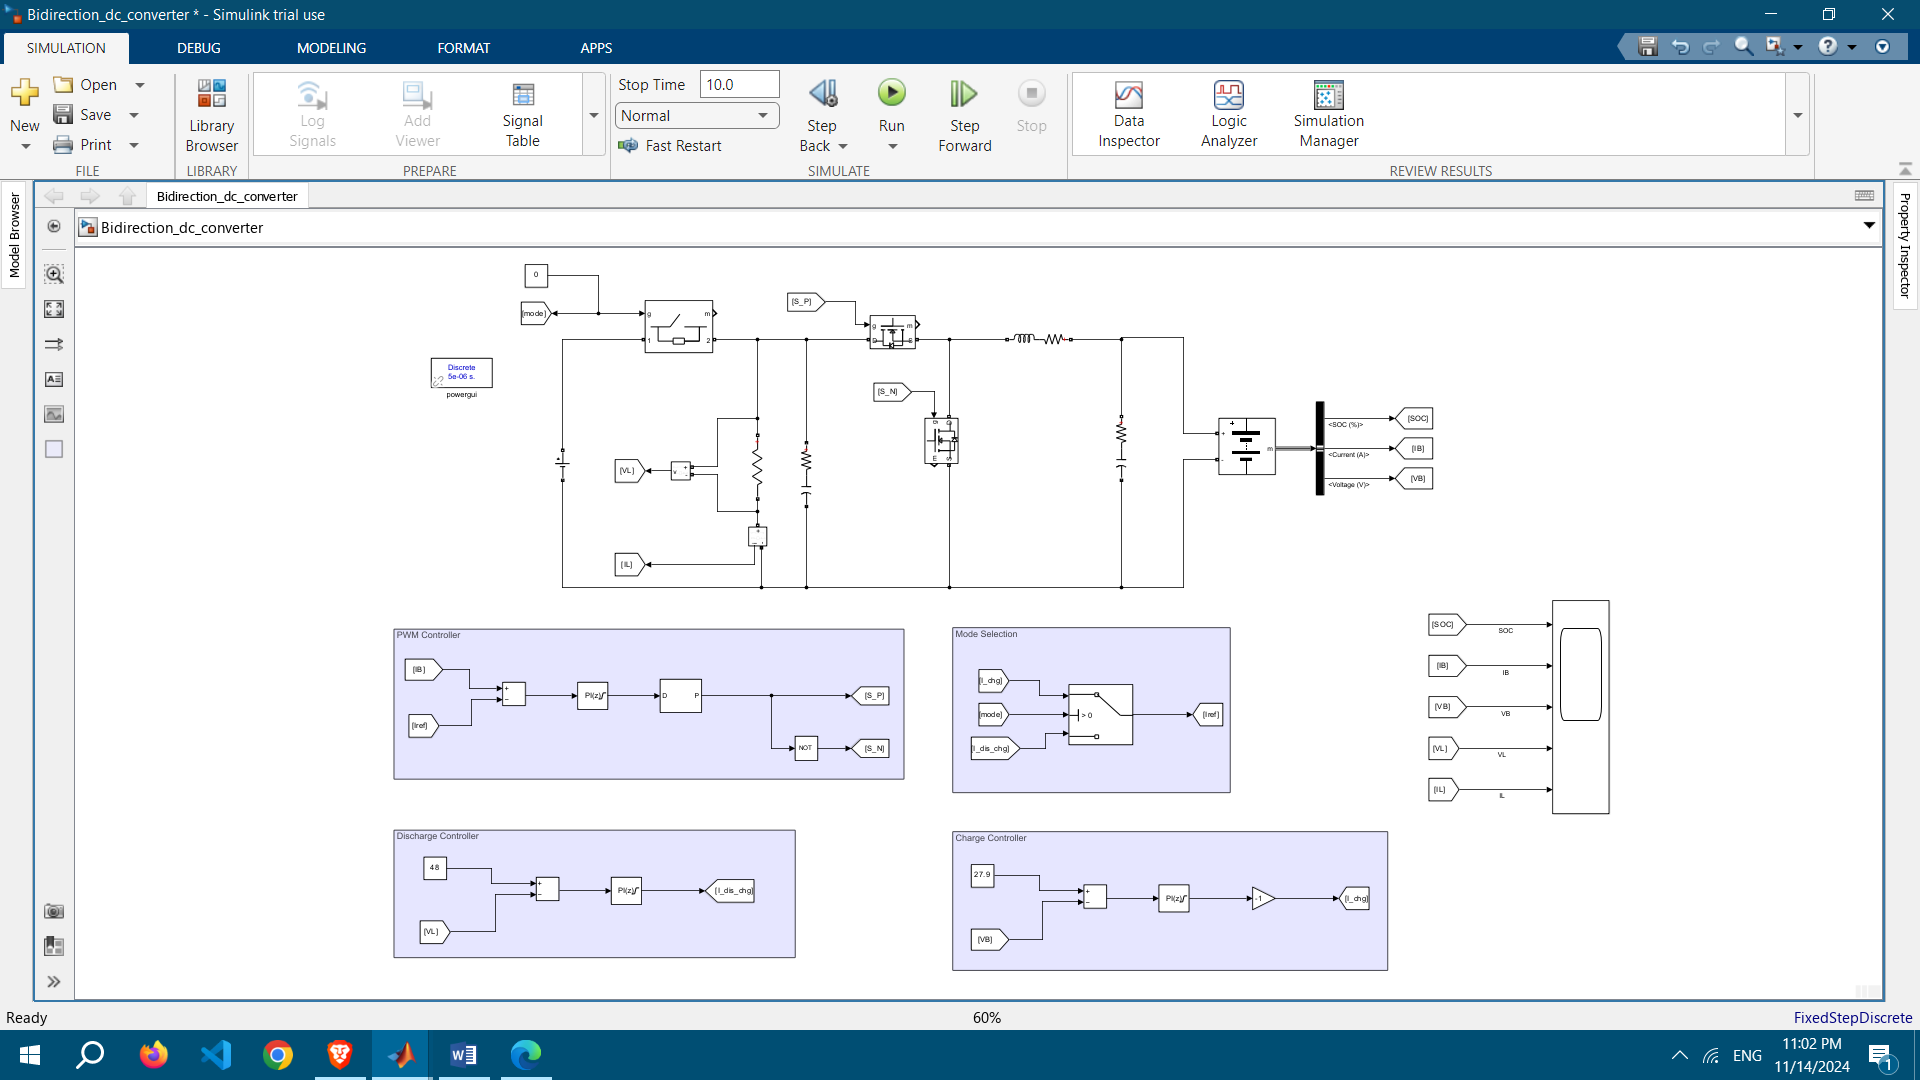 Bidirection_dc_converter * - Simulink trial use
SIMULATION
DEBUG
MODELING
FORMAT
APPS
New
Open
Save
Print
FILE
Library
Browser
LIBRARY
Log
Signals
Add
Viewer
Signal
Table
PREPARE
Stop Time
10.0
Normal
Fast Restart
Step
Back
Run
Step
Forward
Stop
SIMULATE
Data
Inspector
Logic
Analyzer
Simulation
Manager
REVIEW RESULTS
Model Browser
Property Inspector
Bidirection_dc_converter
Bidirection_dc_converter
0
[mode]
g
m
1
2
[S_P]
g
m
D
S
Discrete
5e-06 s.
powergui
[S_N]
[VL]
v
+
-
[IL]
+
-
m
<SOC (%)>
[SOC]
<Current (A)>
[IB]
<Voltage (V)>
[VB]
PWM Controller
[IB]
[Iref]
+
−
PI(z)
D
P
[S_P]
NOT
[S_N]
Mode Selection
[I_chg]
[mode]
[I_dis_chg]
> 0
[Iref]
[SOC]
SOC
[IB]
IB
[VB]
VB
[VL]
VL
[IL]
IL
Discharge Controller
48
[VL]
+
−
PI(z)
[I_dis_chg]
Charge Controller
27.9
[VB]
+
−
PI(z)
-1
[I_chg]
Ready
60%
FixedStepDiscrete
ENG
11:02 PM
11/14/2024
1